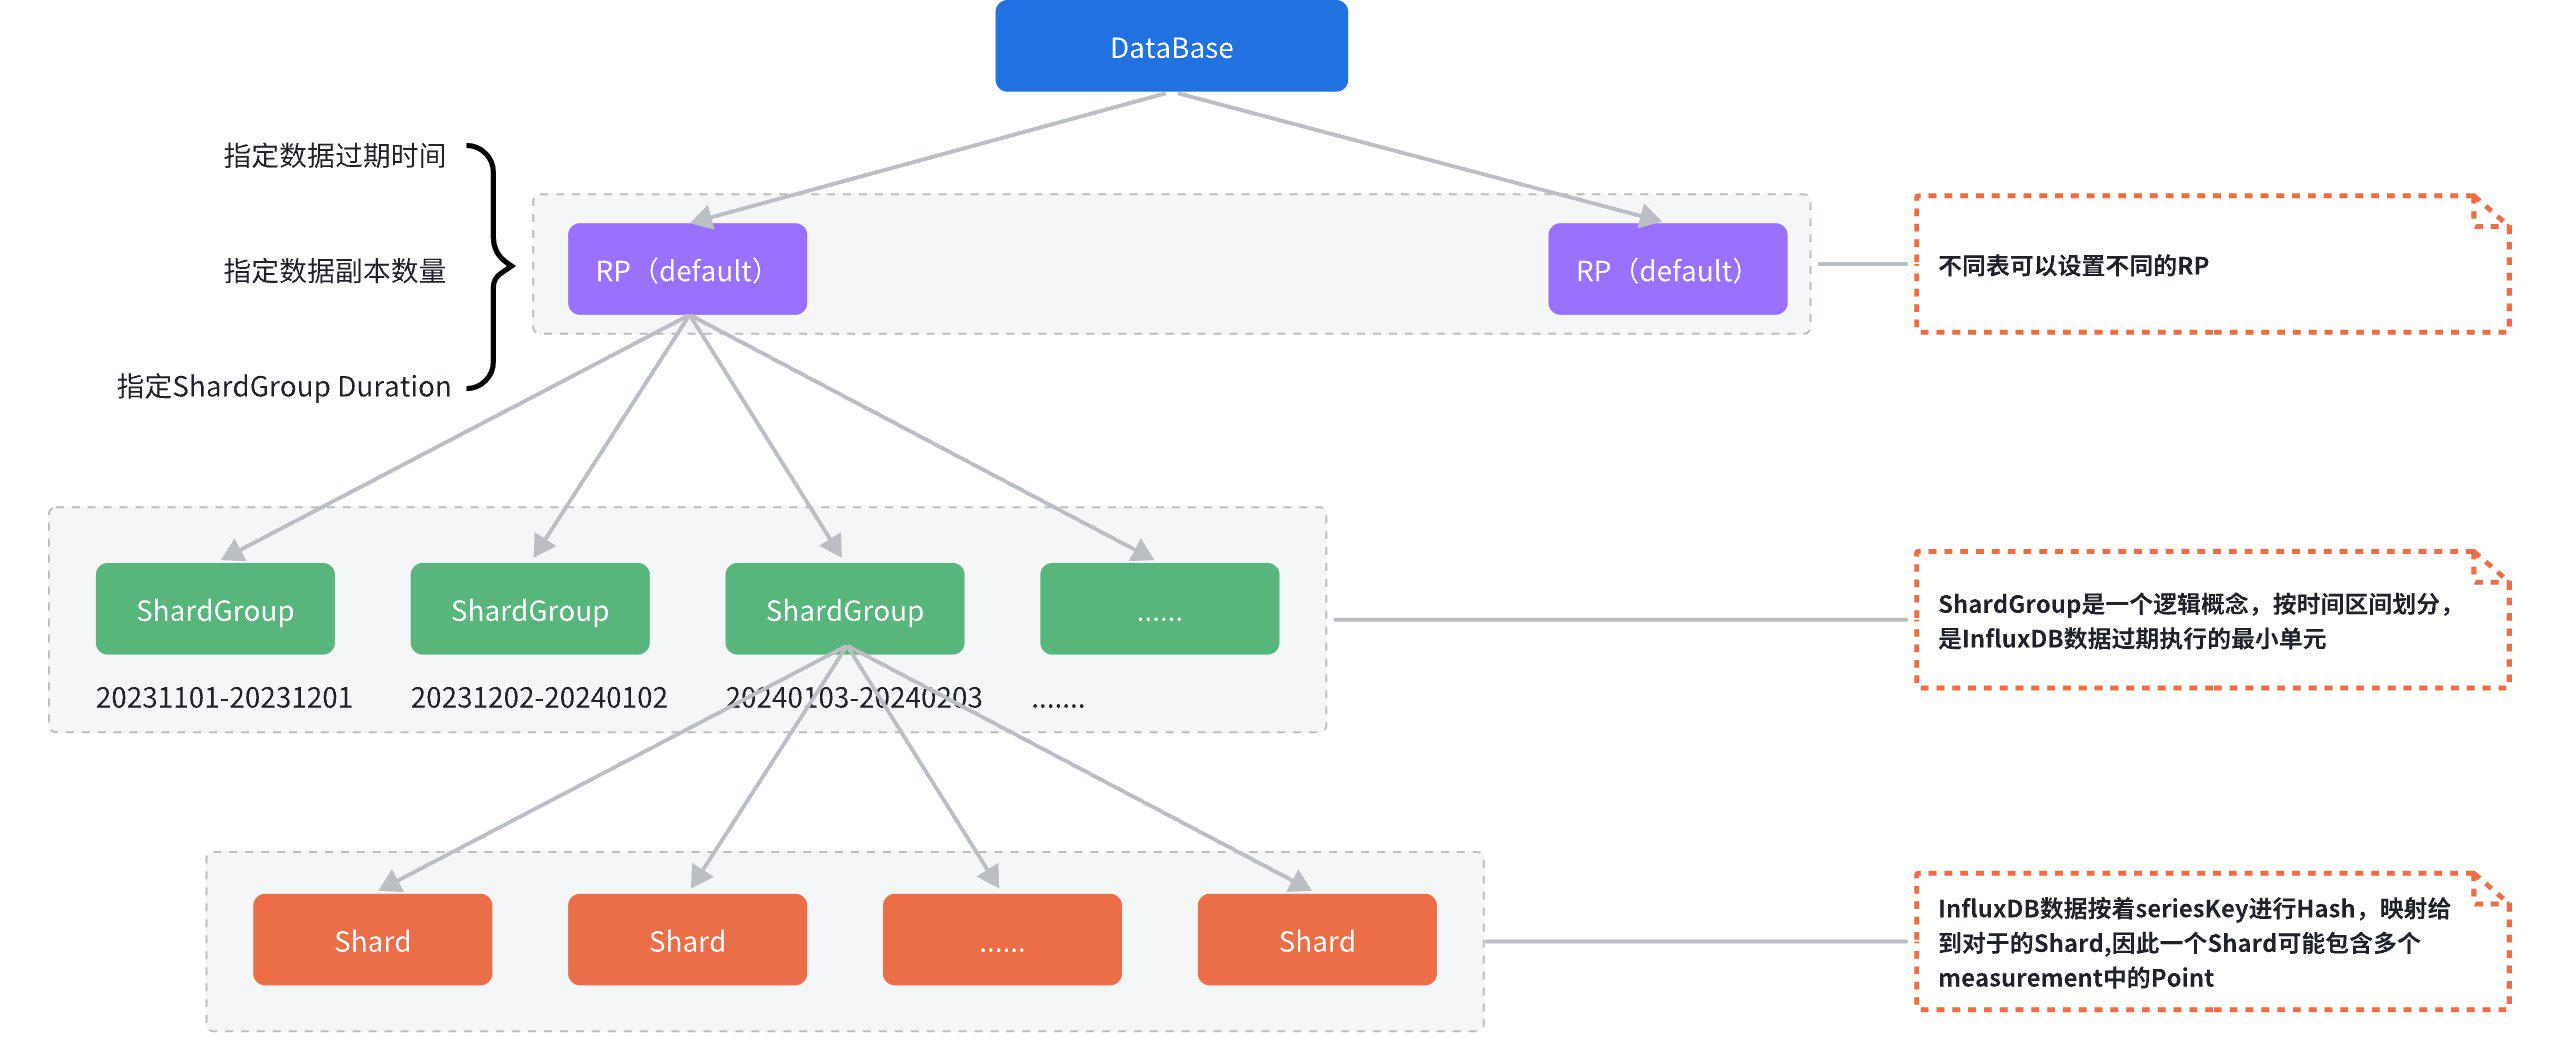 DataBase
指定数据过期时间
指定数据副本数量
指定ShardGroup Duration
RP（default）
RP（default）
不同表可以设置不同的RP
ShardGroup
ShardGroup
ShardGroup
......
20231101-20231201
20231202-20240102
20240103-20240203
.......
ShardGroup是一个逻辑概念，按时间区间划分，
是InfluxDB数据过期执行的最小单元
Shard
Shard
......
Shard
InfluxDB数据按着seriesKey进行Hash，映射给
到对于的Shard,因此一个Shard可能包含多个
measurement中的Point